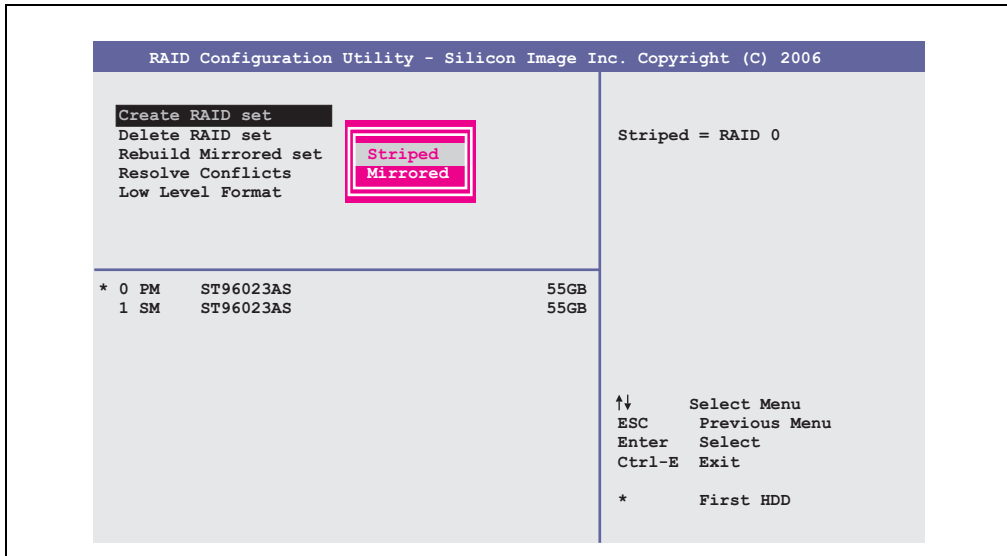 RAID Configuration Utility - Silicon Image Inc. Copyright (C) 2006
Create RAID set
Delete RAID set
Rebuild Mirrored set
Resolve Conflicts
Low Level Format
Striped
Mirrored
Striped = RAID 0
* 0 PM ST96023AS 55GB
1 SM ST96023AS 55GB
↑↓ Select Menu
ESC Previous Menu
Enter Select
Ctrl-E Exit
* First HDD